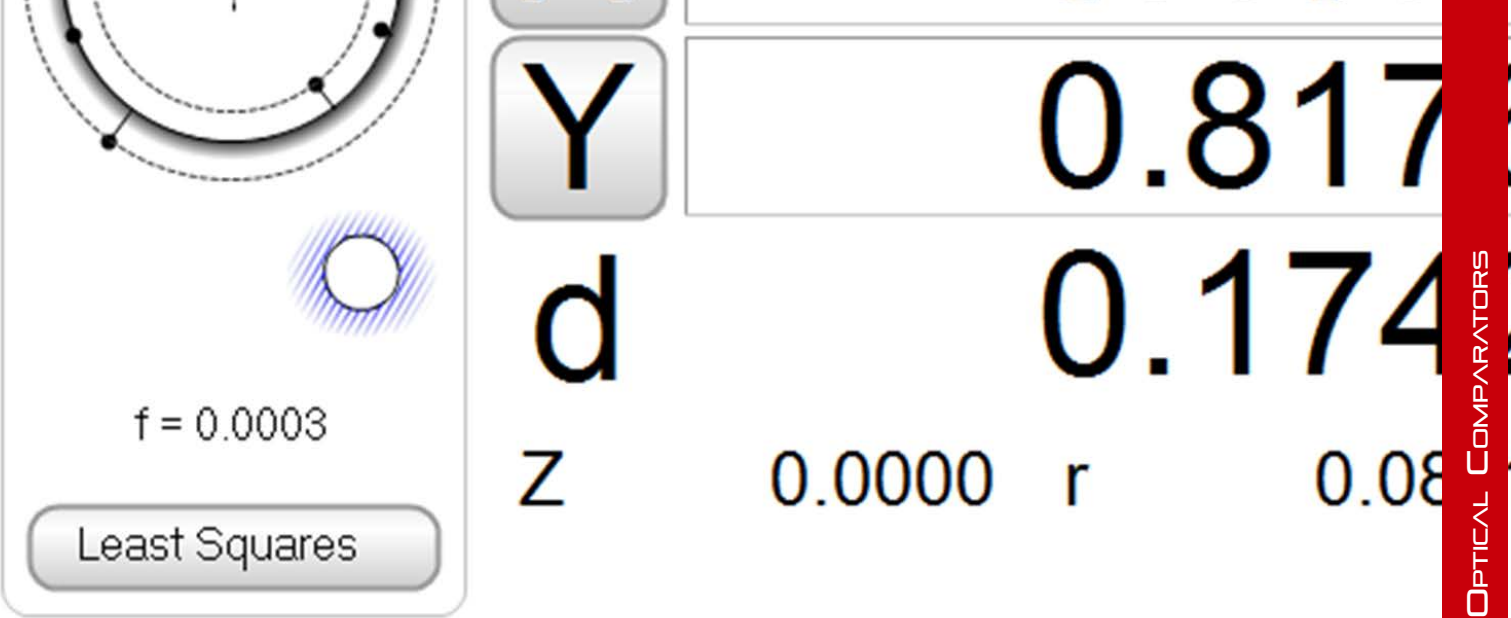 Y 0.817
d 0.174
f = 0.0003
Z 0.0000 r 0.08
Least Squares
OPTICAL COMPARATORS